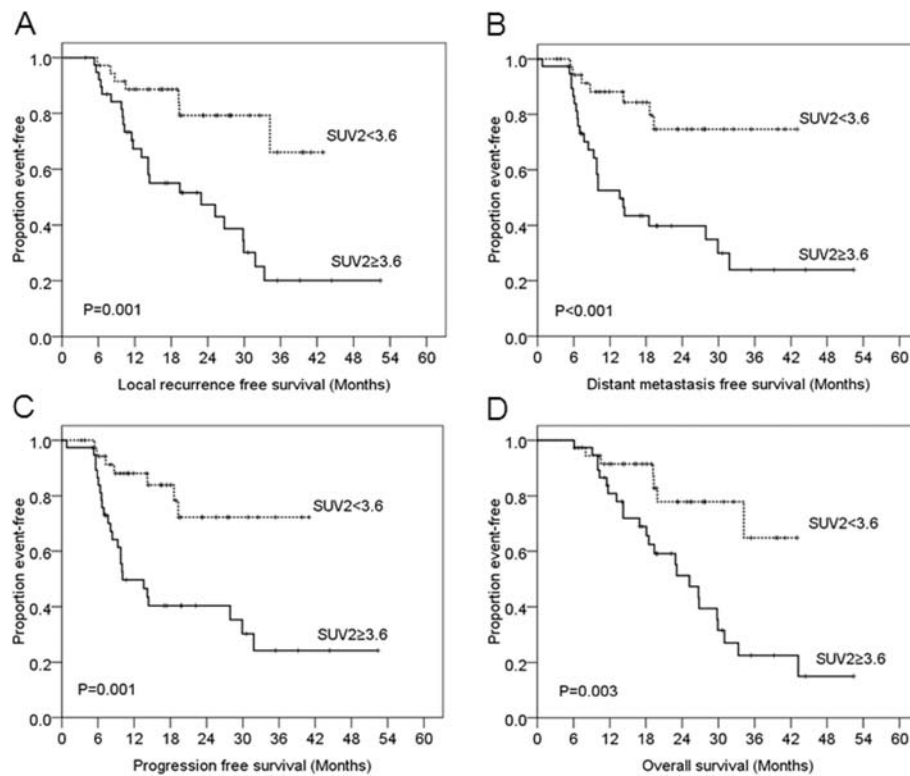 A
Proportion event-free
1.0
0.8
0.6
0.4
0.2
0.0
SUV2<3.6
SUV2≥3.6
P=0.001
0 6 12 18 24 30 36 42 48 54 60
Local recurrence free survival (Months)
B
Proportion event-free
1.0
0.8
0.6
0.4
0.2
0.0
SUV2<3.6
SUV2≥3.6
P<0.001
0 6 12 18 24 30 36 42 48 54 60
Distant metastasis free survival (Months)
C
Proportion event-free
1.0
0.8
0.6
0.4
0.2
0.0
SUV2<3.6
SUV2≥3.6
P=0.001
0 6 12 18 24 30 36 42 48 54 60
Progression free survival (Months)
D
Proportion event-free
1.0
0.8
0.6
0.4
0.2
0.0
SUV2<3.6
SUV2≥3.6
P=0.003
0 6 12 18 24 30 36 42 48 54 60
Overall survival (Months)